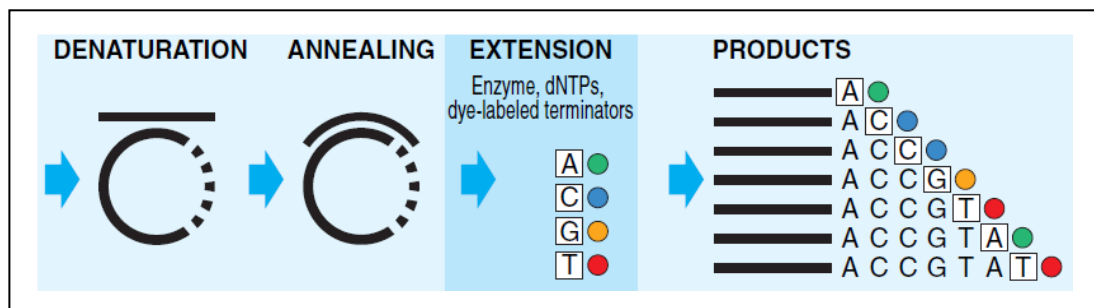 DENATURATION
ANNEALING
EXTENSION
Enzyme, dNTPs,
dye-labeled terminators
A
C
G
T
PRODUCTS
A
A C
A C C
A C C G
A C C G T
A C C G T A
A C C G T A T